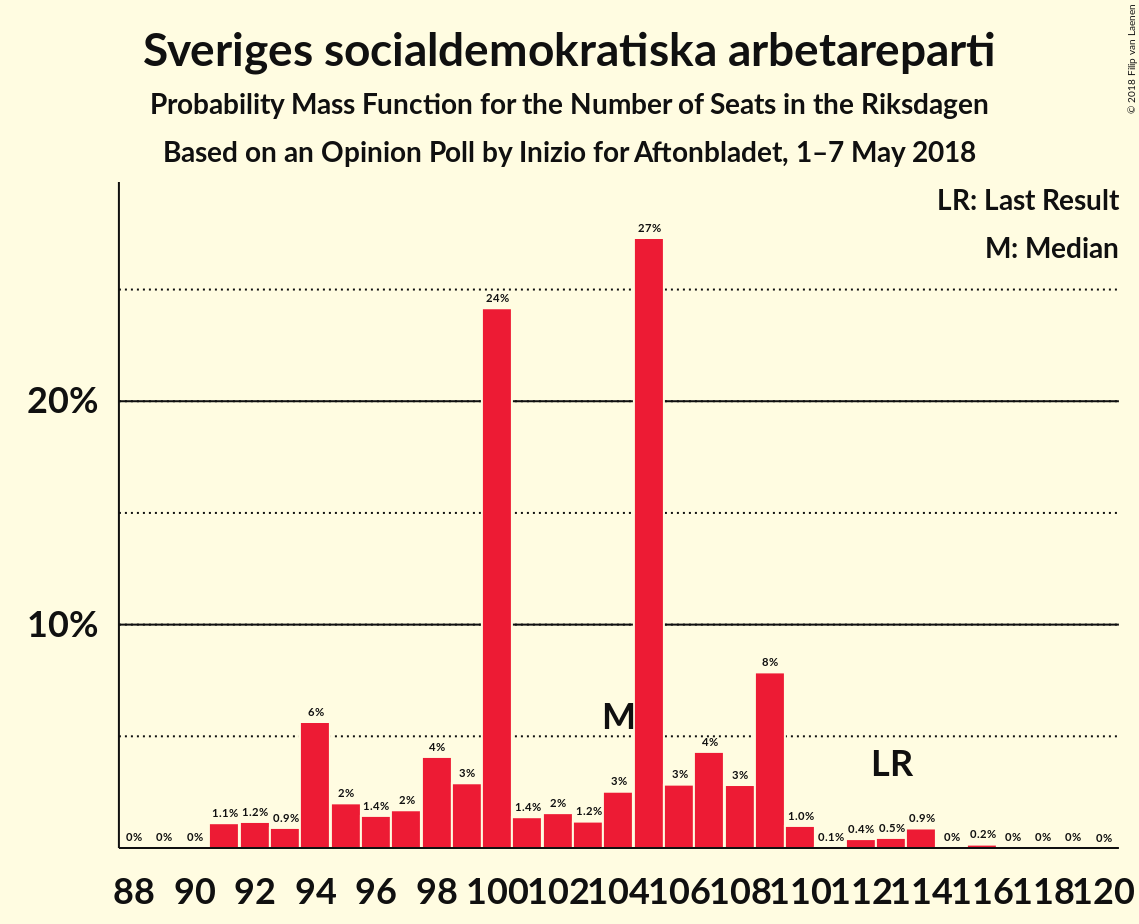 Sveriges socialdemokratiska arbetareparti
Probability Mass Function for the Number of Seats in the Riksdagen
Based on an Opinion Poll by Inizio for Aftonbladet, 1–7 May 2018
© 2018 Filip van Laenen
LR: Last Result
M: Median
20%
10%
0% 0% 0% 1.1% 1.2% 0.9% 6% 2% 1.4% 2% 4% 3% 24% 1.4% 2% 1.2% 3% 27% 3% 4% 3% 8% 1.0% 0.1% 0.4% 0.5% 0.9% 0% 0.2% 0% 0% 0% 0%
M
LR
88 90 92 94 96 98 100 102 104 106 108 110 112 114 116 118 120